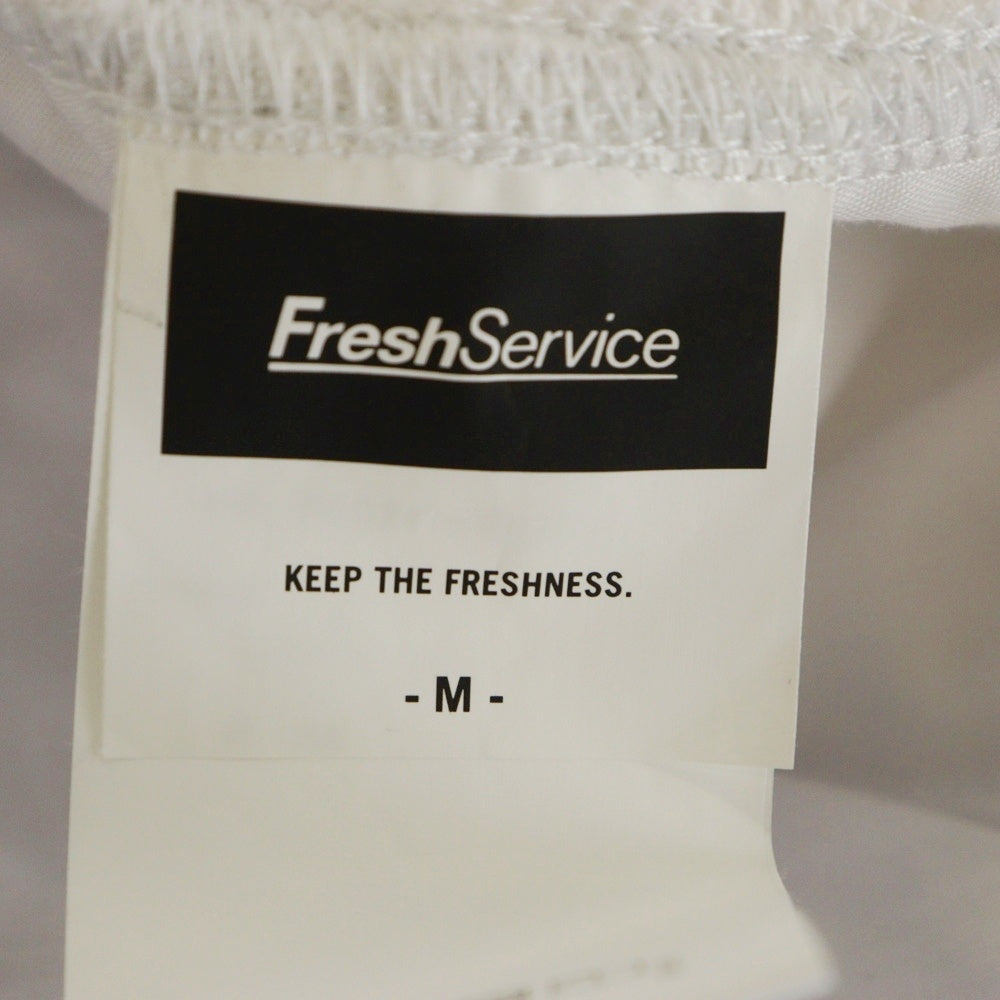 FreshService
KEEP THE FRESHNESS.
- M -